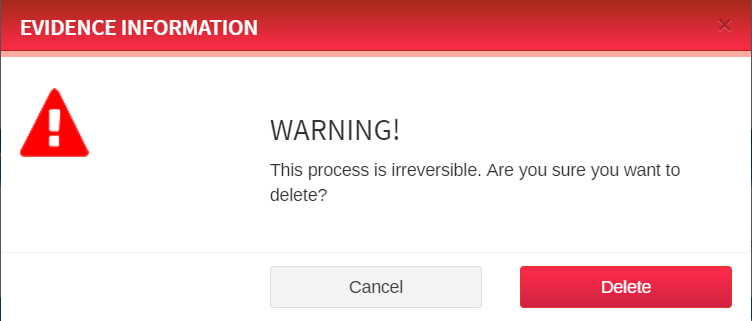 EVIDENCE INFORMATION
×
WARNING!
This process is irreversible. Are you sure you want to
delete?
Cancel
Delete